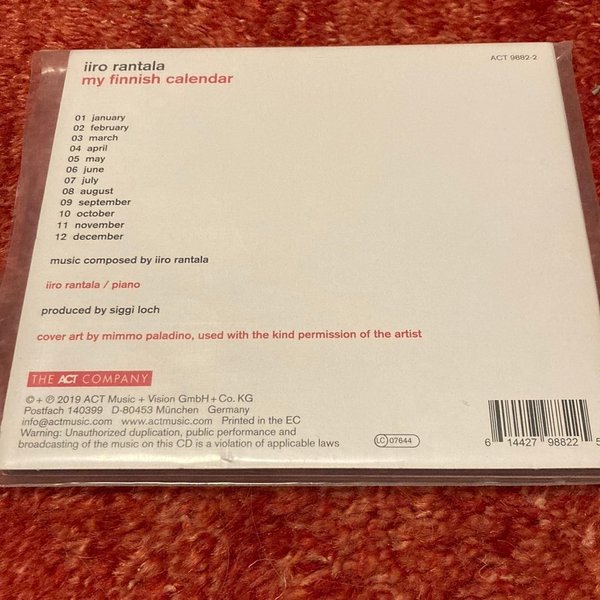 iiro rantala
my finnish calendar
ACT 9882-2
01 january
02 february
03 march
04 april
05 may
06 june
07 july
08 august
09 september
10 october
11 november
12 december
music composed by iiro rantala
iiro rantala / piano
produced by siggi loch
cover art by mimmo paladino, used with the kind permission of the artist
THE ACT COMPANY
© + ℗ 2019 ACT Music + Vision GmbH + Co. KG
Postfach 140399 D-80453 München Germany
info@actmusic.com www.actmusic.com Printed in the EC
Warning: Unauthorized duplication, public performance and
broadcasting of the music on this CD is a violation of applicable laws
LC 07644
6 14427 98822 5